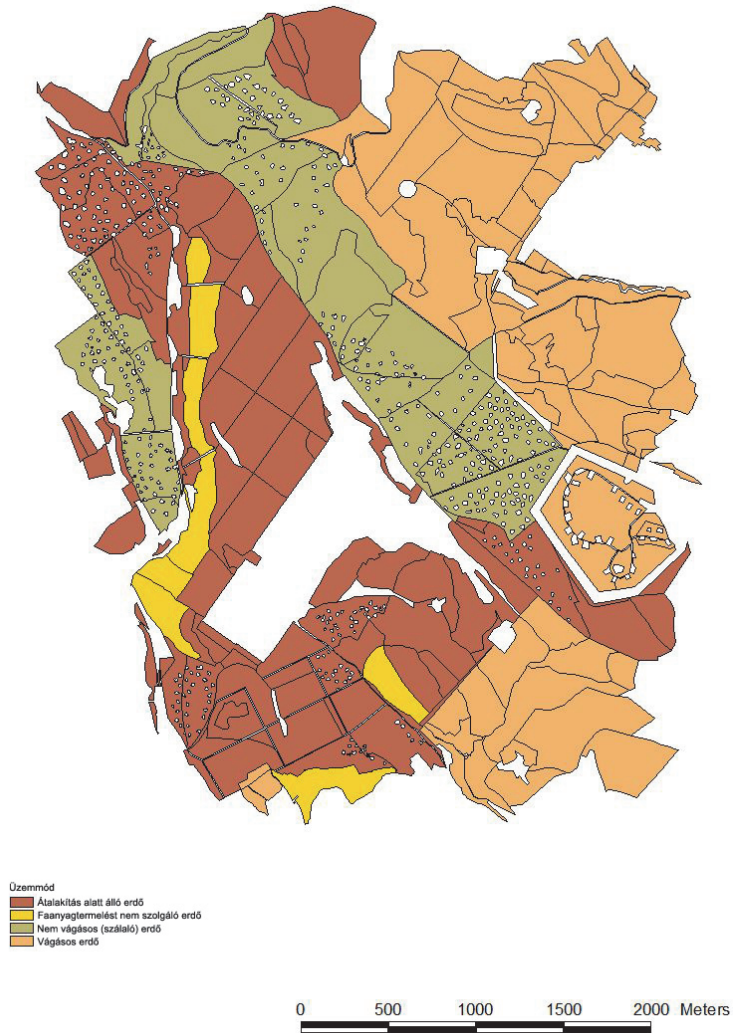 Üzemmód
Átalakítás alatt álló erdő
Faanyagtermelést nem szolgáló erdő
Nem vágásos (szálaló) erdő
Vágásos erdő
0 500 1000 1500 2000 Meters